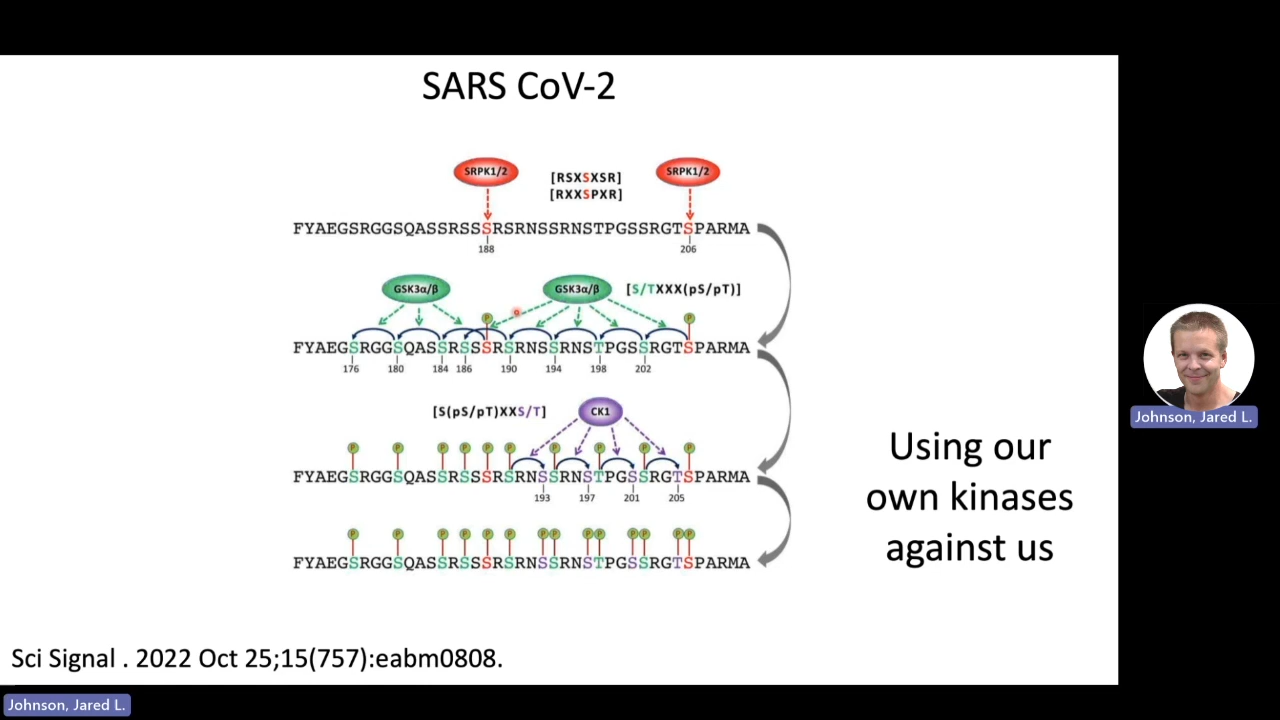 SARS CoV-2
SRPK1/2 [RSXSXSR] SRPK1/2
[RXXSPXR]
FYAEGSRGGSQASSRSSSRSRNSSRNSTPGSSRGTSPARMA
188 206
GSK3α/β GSK3α/β [S/TXXX(pS/pT)]
P P
FYAEGSRGGSQASSRSSSRSRNSSRNSTPGSSRGTSPARMA
176 180 184 186 190 194 198 202
[S(pS/pT)XXS/T] CK1
P P P P P P P P P P
FYAEGSRGGSQASSRSSSRSRNSSRNSTPGSSRGTSPARMA
193 197 201 205
P P P P P P P P P P P P P P
FYAEGSRGGSQASSRSSSRSRNSSRNSTPGSSRGTSPARMA
Using our
own kinases
against us
Johnson, Jared L.
Sci Signal . 2022 Oct 25;15(757):eabm0808.
Johnson, Jared L.